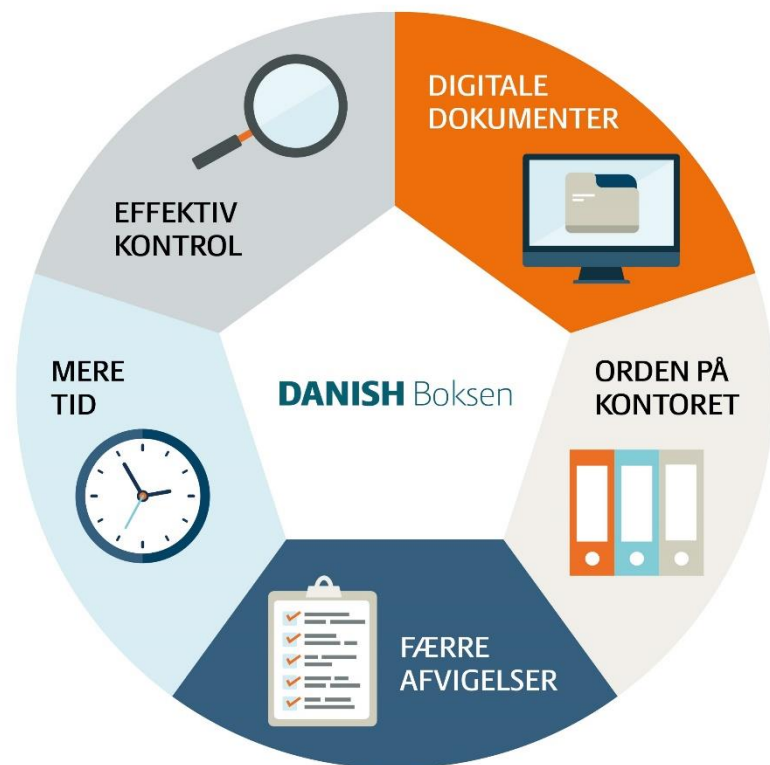 DIGITALE
DOKUMENTER
EFFEKTIV
KONTROL
MERE
TID
DANISH Boksen
ORDEN PÅ
KONTORET
FÆRRE
AFVIGELSER